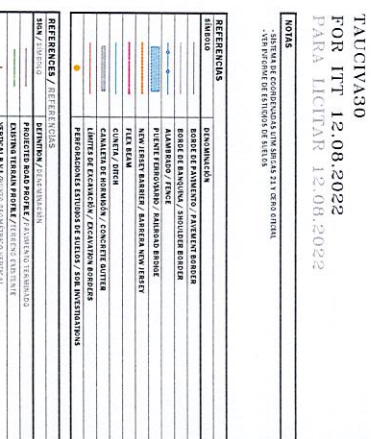 TAUCIVA30
FOR ITT 12.08.2022
PARA LICITAR 12.08.2022
NOTAS
- SISTEMA DE COORDENADAS UTM SIRGAS 21 Y CERO OFICIAL
- VER INFORME DE ESTUDIOS DE SUELOS
REFERENCIAS
SÍMBOLO DENOMINACIÓN
BORDE DE PAVIMENTO / PAVEMENT BORDER
BORDE DE BANQUINA / SHOULDER BORDER
ALAMBRADO / FENCE
PUENTE FERROVIARIO / RAILROAD BRDIGE
NEW JERSEY BARRIER / BARRERA NEW JERSEY
FLEX BEAM
CUNETA / DITCH
CANALETA DE HORMIGÓN / CONCRETE GUTTER
LÍMITES DE EXCAVACIÓN / EXCAVATION BORDERS
PERFORACIONES ESTUDIOS DE SUELOS / SOIL INVESTIGATIONS
REFERENCES / REFERENCIAS
SIGN / SÍMBOLO DEFINITION / DENOMINACIÓN
PROJECTED ROAD PROFILE / PAVIMENTO TERMINADO
EXISTING TERRAIN PROFILE / TERRENO EXISTENTE